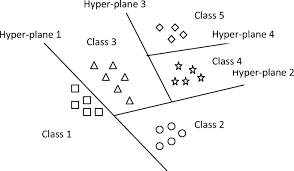 Hyper-plane 3
Class 5
Hyper-plane 1
Class 3
Hyper-plane 4
Class 4
Hyper-plane 2
Class 1
Class 2